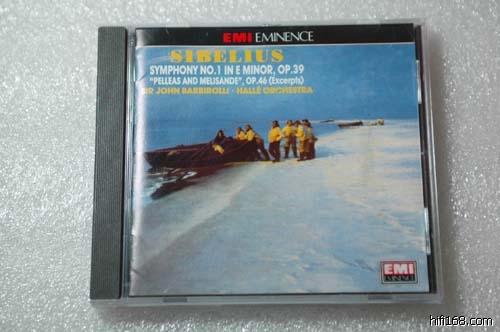 EMI EMINENCE
SIBELIUS
SYMPHONY NO.1 IN E MINOR, OP.39
"PELLEAS AND MELISANDE", OP.46 (Excerpts)
SIR JOHN BARBIROLLI · HALLÉ ORCHESTRA
EMI
EMINENCE
hifi168.com